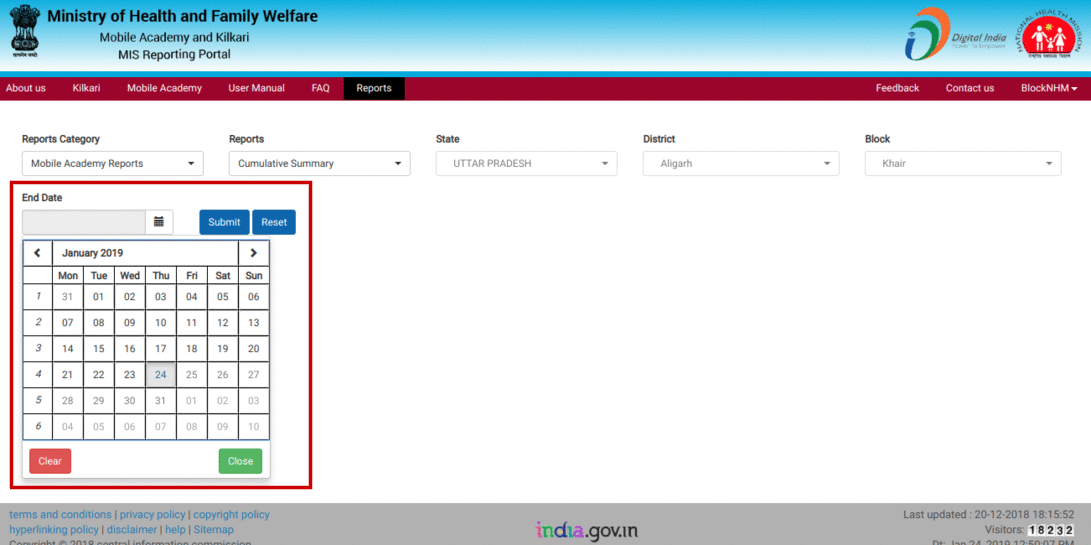 Ministry of Health and Family Welfare
Mobile Academy and Kilkari
MIS Reporting Portal
Digital India
Power To Empower
NATIONAL HEALTH MISSION
About us Kilkari Mobile Academy User Manual FAQ Reports Feedback Contact us BlockNHM
Reports Category Reports State District Block
Mobile Academy Reports Cumulative Summary UTTAR PRADESH Aligarh Khair
End Date
Submit Reset
January 2019
Mon Tue Wed Thu Fri Sat Sun
1 31 01 02 03 04 05 06
2 07 08 09 10 11 12 13
3 14 15 16 17 18 19 20
4 21 22 23 24 25 26 27
5 28 29 30 31 01 02 03
6 04 05 06 07 08 09 10
Clear Close
terms and conditions | privacy policy | copyright policy
hyperlinking policy | disclaimer | help | Sitemap
Copyright © 2018 central information commission
india.gov.in
Last updated : 20-12-2018 18:15:52
Visitors: 18232
Dt: Jan 24, 2019 12:50:07 PM